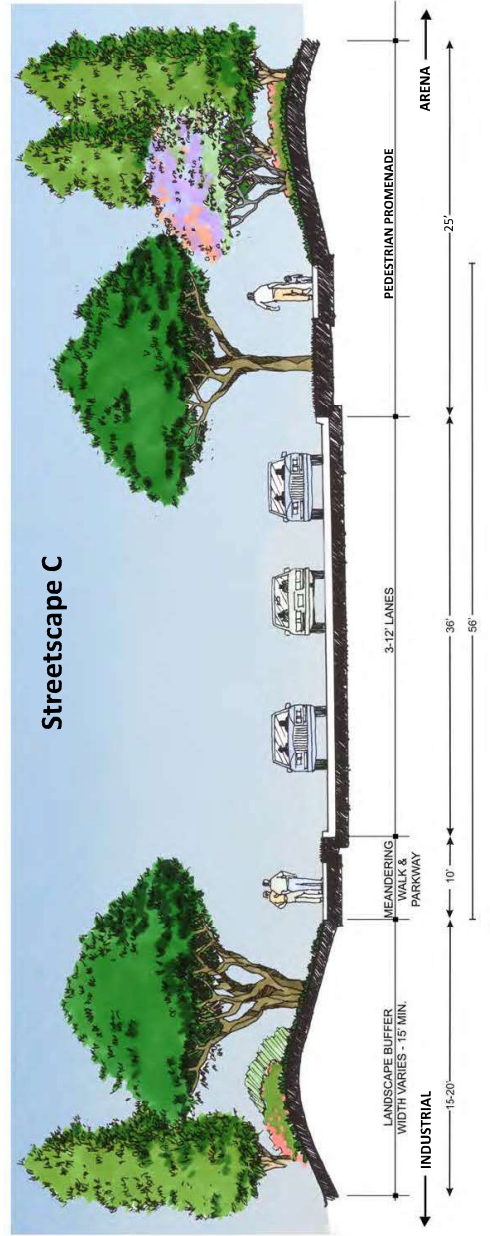 Streetscape C
LANDSCAPE BUFFER
WIDTH VARIES - 15' MIN.
MEANDERING
WALK &
PARKWAY
3-12' LANES
PEDESTRIAN PROMENADE
INDUSTRIAL
ARENA
15-20'
10'
36'
25'
56'